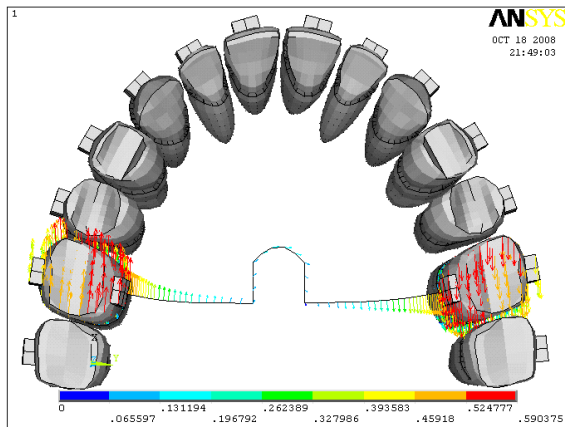 1
ANSYS
OCT 18 2008
21:49:03
X
Y
0 .131194 .262389 .393583 .524777
.065597 .196792 .327986 .45918 .590375